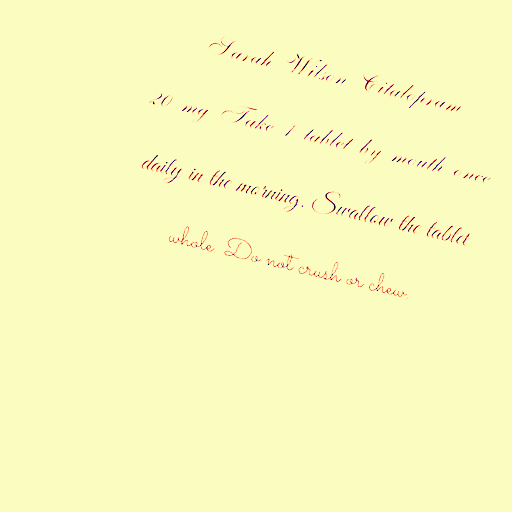 Sarah Wilson Citalopram
20 mg Take 1 tablet by mouth once
daily in the morning. Swallow the tablet
whole. Do not crush or chew.